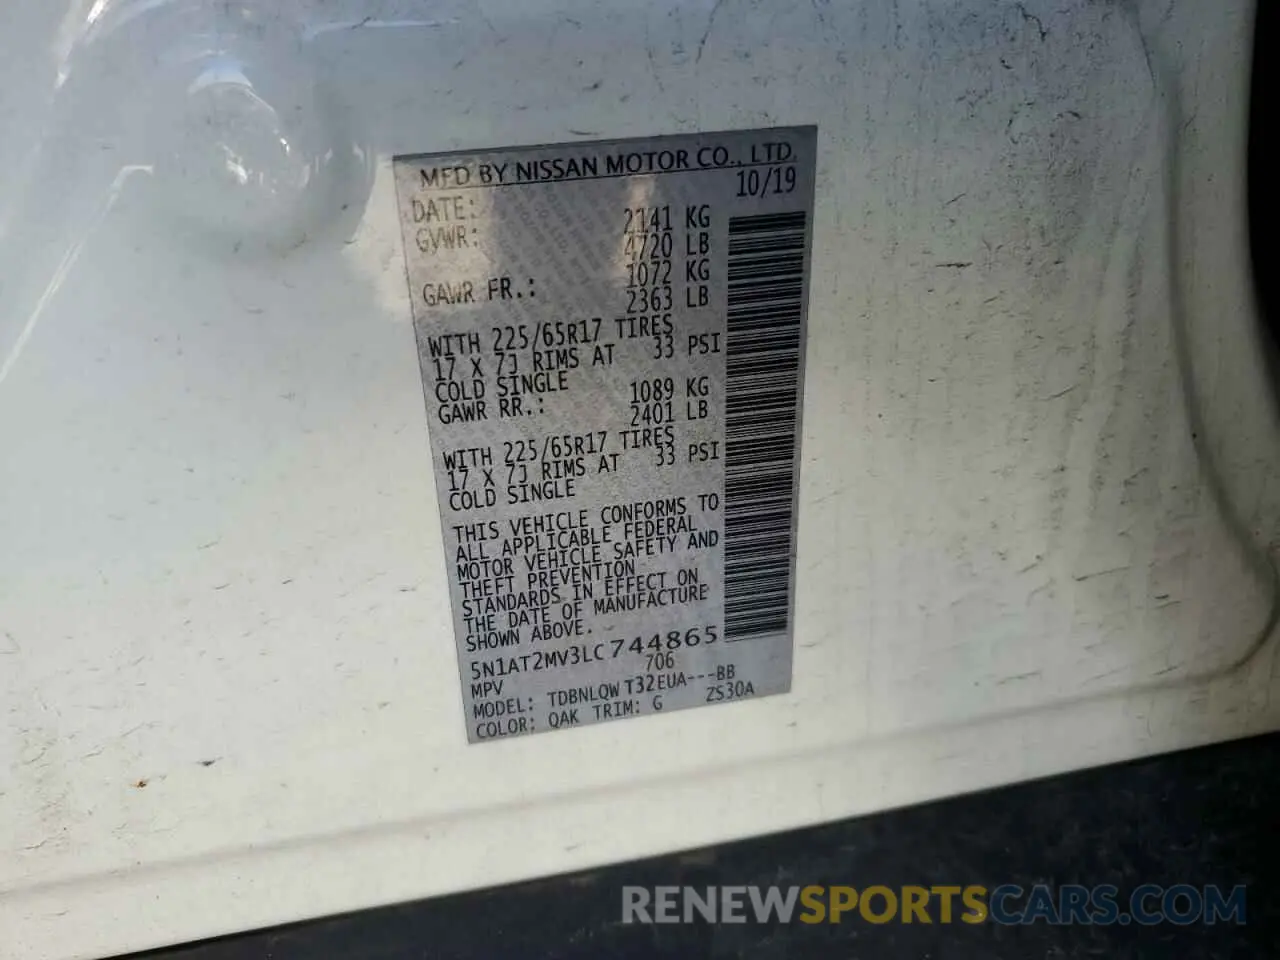 MFD BY NISSAN MOTOR CO., LTD.
DATE: 10/19
GVWR: 2141 KG
4720 LB
GAWR FR.: 1072 KG
2363 LB
WITH 225/65R17 TIRES
17 X 7J RIMS AT 33 PSI
COLD SINGLE
GAWR RR.: 1089 KG
2401 LB
WITH 225/65R17 TIRES
17 X 7J RIMS AT 33 PSI
COLD SINGLE
THIS VEHICLE CONFORMS TO
ALL APPLICABLE FEDERAL
MOTOR VEHICLE SAFETY AND
THEFT PREVENTION
STANDARDS IN EFFECT ON
THE DATE OF MANUFACTURE
SHOWN ABOVE.
5N1AT2MV3LC744865
MPV 706
MODEL: TDBNLQW T32EUA---BB
COLOR: QAK TRIM: G ZS30A
RENEWSPORTSCARS.COM